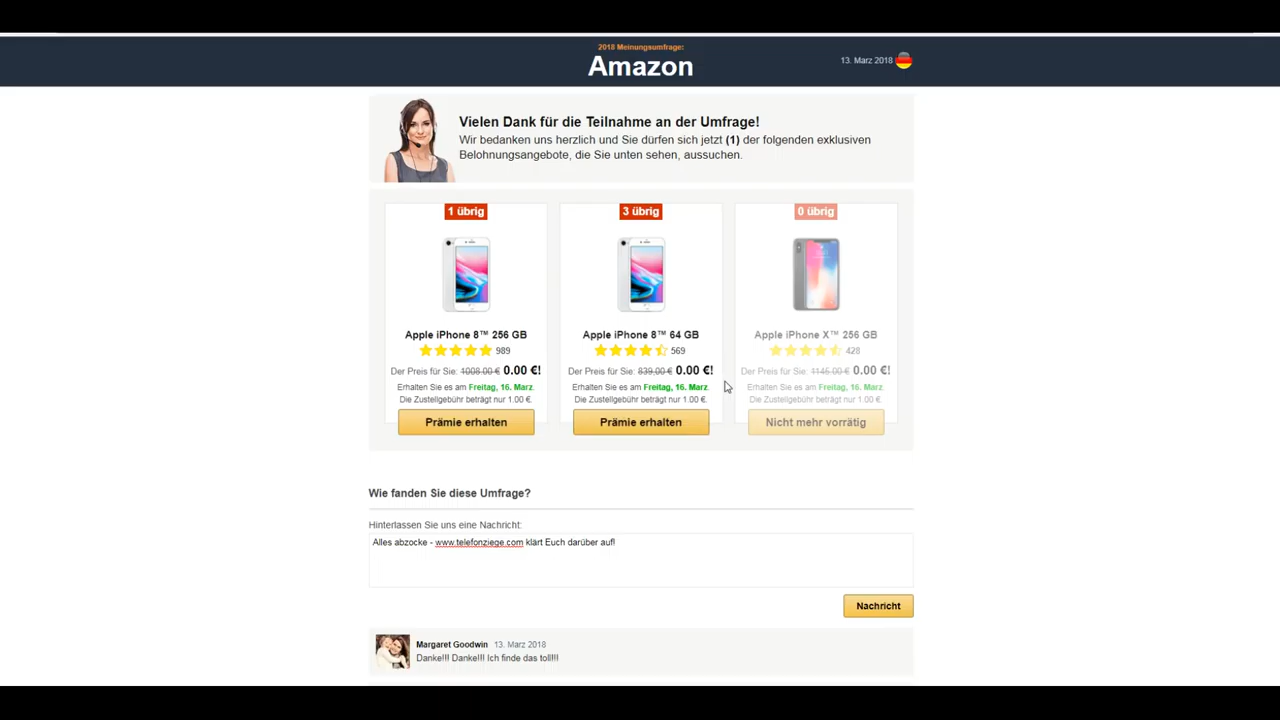 2018 Meinungsumfrage:
Amazon
13. Marz 2018
Vielen Dank für die Teilnahme an der Umfrage!
Wir bedanken uns herzlich und Sie dürfen sich jetzt (1) der folgenden exklusiven
Belohnungsangebote, die Sie unten sehen, aussuchen.
1 übrig
Apple iPhone 8™ 256 GB
989
Der Preis für Sie: 1008.00 € 0.00 €!
Erhalten Sie es am Freitag, 16. Marz.
Die Zustellgebühr beträgt nur 1.00 €.
Prämie erhalten
3 übrig
Apple iPhone 8™ 64 GB
569
Der Preis für Sie: 839.00 € 0.00 €!
Erhalten Sie es am Freitag, 16. Marz.
Die Zustellgebühr beträgt nur 1.00 €.
Prämie erhalten
0 übrig
Apple iPhone X™ 256 GB
428
Der Preis für Sie: 1145.00 € 0.00 €!
Erhalten Sie es am Freitag, 16. Marz.
Die Zustellgebühr beträgt nur 1.00 €.
Nicht mehr vorrätig
Wie fanden Sie diese Umfrage?
Hinterlassen Sie uns eine Nachricht:
Alles abzocke - www.telefonziege.com klärt Euch darüber auf!
Nachricht
Margaret Goodwin 13. Marz 2018
Danke!!! Danke!!! Ich finde das toll!!!